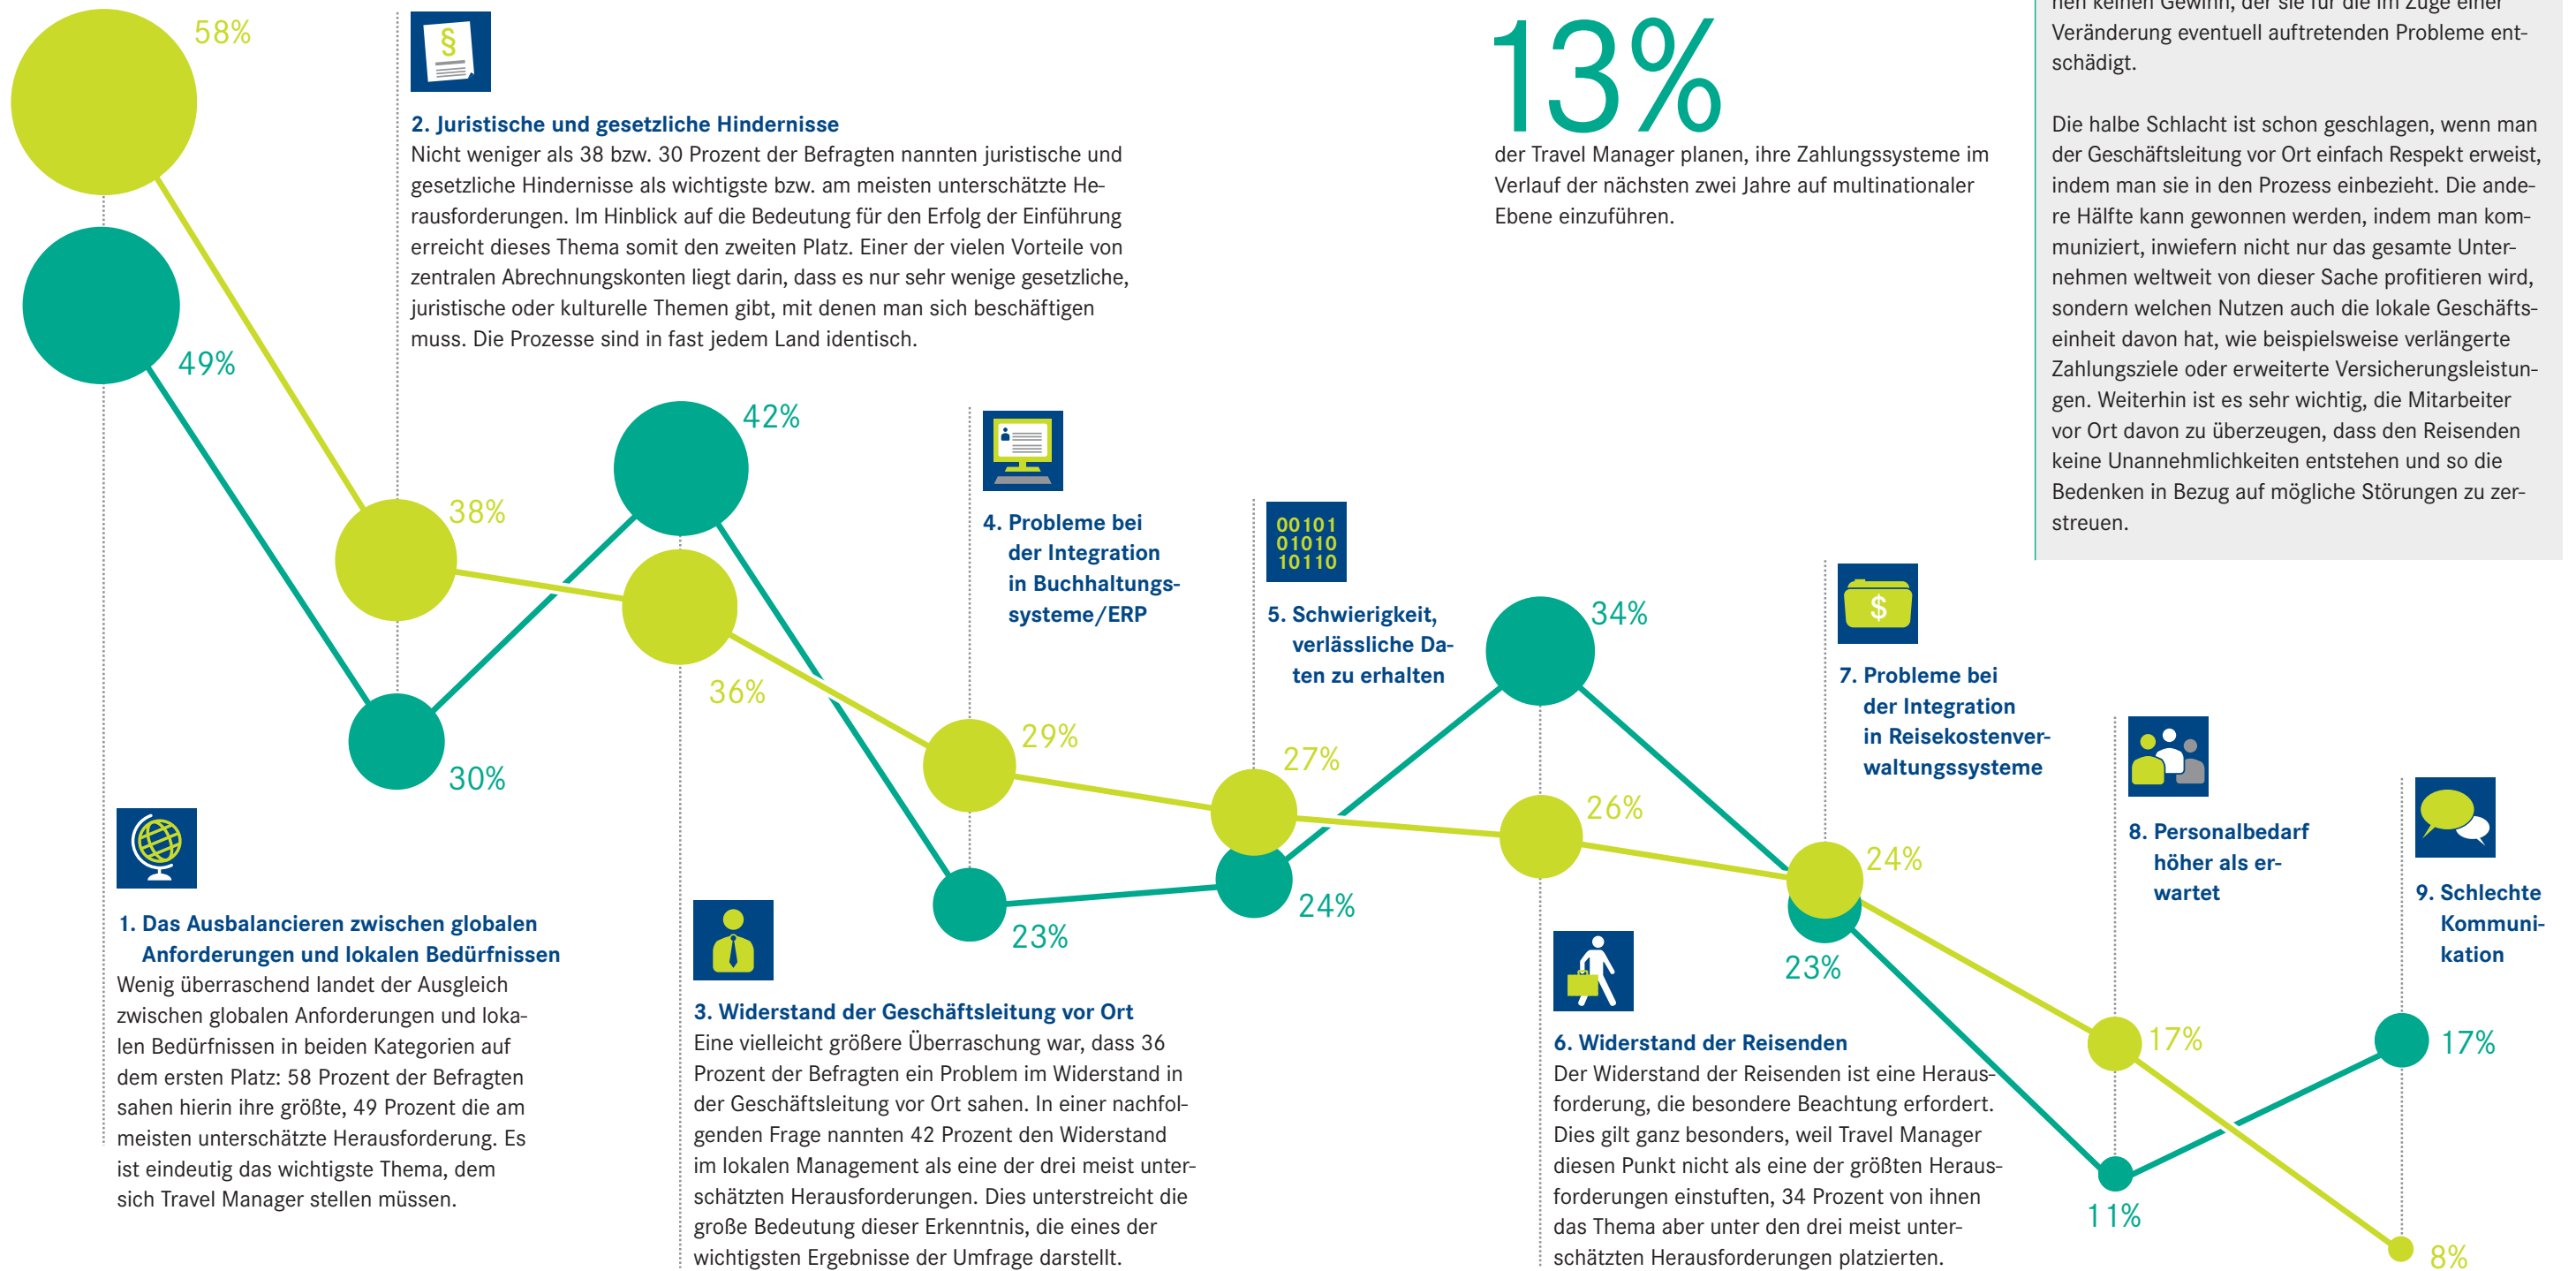 58%
49%
§
2. Juristische und gesetzliche Hindernisse
Nicht weniger als 38 bzw. 30 Prozent der Befragten nannten juristische und
gesetzliche Hindernisse als wichtigste bzw. am meisten unterschätzte He-
rausforderungen. Im Hinblick auf die Bedeutung für den Erfolg der Einführung
erreicht dieses Thema somit den zweiten Platz. Einer der vielen Vorteile von
zentralen Abrechnungskonten liegt darin, dass es nur sehr wenige gesetzliche,
juristische oder kulturelle Themen gibt, mit denen man sich beschäftigen
muss. Die Prozesse sind in fast jedem Land identisch.
13%
der Travel Manager planen, ihre Zahlungssysteme im
Verlauf der nächsten zwei Jahre auf multinationaler
Ebene einzuführen.
nen keinen Gewinn, der sie für die im Zuge einer
Veränderung eventuell auftretenden Probleme ent-
schädigt.
Die halbe Schlacht ist schon geschlagen, wenn man
der Geschäftsleitung vor Ort einfach Respekt erweist,
indem man sie in den Prozess einbezieht. Die ande-
re Hälfte kann gewonnen werden, indem man kom-
muniziert, inwiefern nicht nur das gesamte Unter-
nehmen weltweit von dieser Sache profitieren wird,
sondern welchen Nutzen auch die lokale Geschäfts-
einheit davon hat, wie beispielsweise verlängerte
Zahlungsziele oder erweiterte Versicherungsleistun-
gen. Weiterhin ist es sehr wichtig, die Mitarbeiter
vor Ort davon zu überzeugen, dass den Reisenden
keine Unannehmlichkeiten entstehen und so die
Bedenken in Bezug auf mögliche Störungen zu zer-
streuen.
38%
30%
42%
36%
4. Probleme bei
der Integration
in Buchhaltungs-
systeme/ERP
29%
23%
00101
01010
10110
5. Schwierigkeit,
verlässliche Da-
ten zu erhalten
27%
24%
34%
26%
$
7. Probleme bei
der Integration
in Reisekostenver-
waltungssysteme
24%
23%
8. Personalbedarf
höher als er-
wartet
17%
11%
9. Schlechte
Kommuni-
kation
17%
8%
1. Das Ausbalancieren zwischen globalen
Anforderungen und lokalen Bedürfnissen
Wenig überraschend landet der Ausgleich
zwischen globalen Anforderungen und loka-
len Bedürfnissen in beiden Kategorien auf
dem ersten Platz: 58 Prozent der Befragten
sahen hierin ihre größte, 49 Prozent die am
meisten unterschätzte Herausforderung. Es
ist eindeutig das wichtigste Thema, dem
sich Travel Manager stellen müssen.
3. Widerstand der Geschäftsleitung vor Ort
Eine vielleicht größere Überraschung war, dass 36
Prozent der Befragten ein Problem im Widerstand in
der Geschäftsleitung vor Ort sahen. In einer nachfol-
genden Frage nannten 42 Prozent den Widerstand
im lokalen Management als eine der drei meist unter-
schätzten Herausforderungen. Dies unterstreicht die
große Bedeutung dieser Erkenntnis, die eines der
wichtigsten Ergebnisse der Umfrage darstellt.
6. Widerstand der Reisenden
Der Widerstand der Reisenden ist eine Heraus-
forderung, die besondere Beachtung erfordert.
Dies gilt ganz besonders, weil Travel Manager
diesen Punkt nicht als eine der größten Heraus-
forderungen einstuften, 34 Prozent von ihnen
das Thema aber unter den drei meist unter-
schätzten Herausforderungen platzierten.